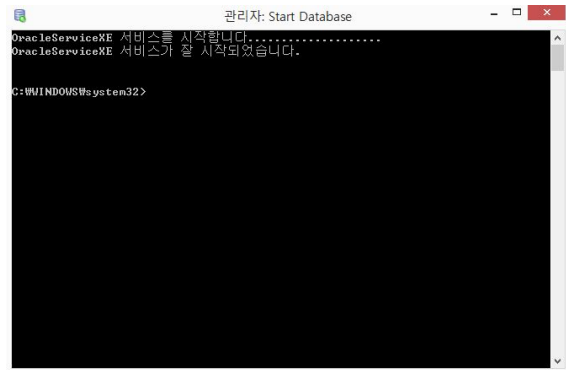 관리자: Start Database
OracleServiceXE 서비스를 시작합니다....................
OracleServiceXE 서비스가 잘 시작되었습니다.
C:₩WINDOWS₩system32>